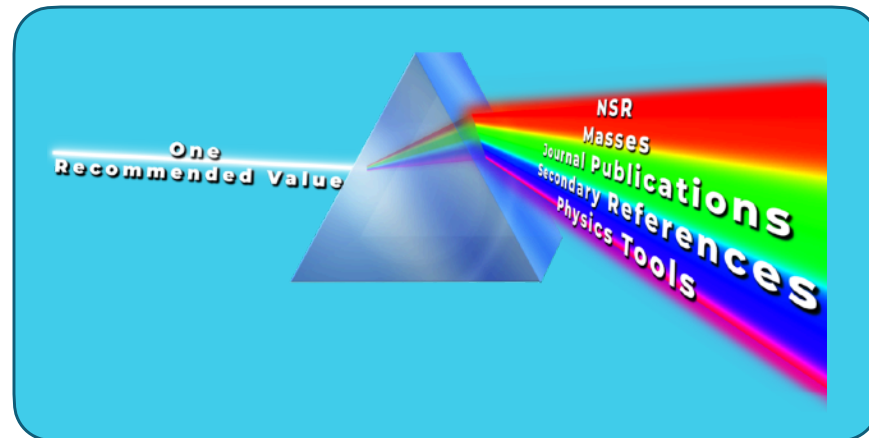 One
Recommended Value
NSR
Masses
Journal Publications
Secondary References
Physics Tools